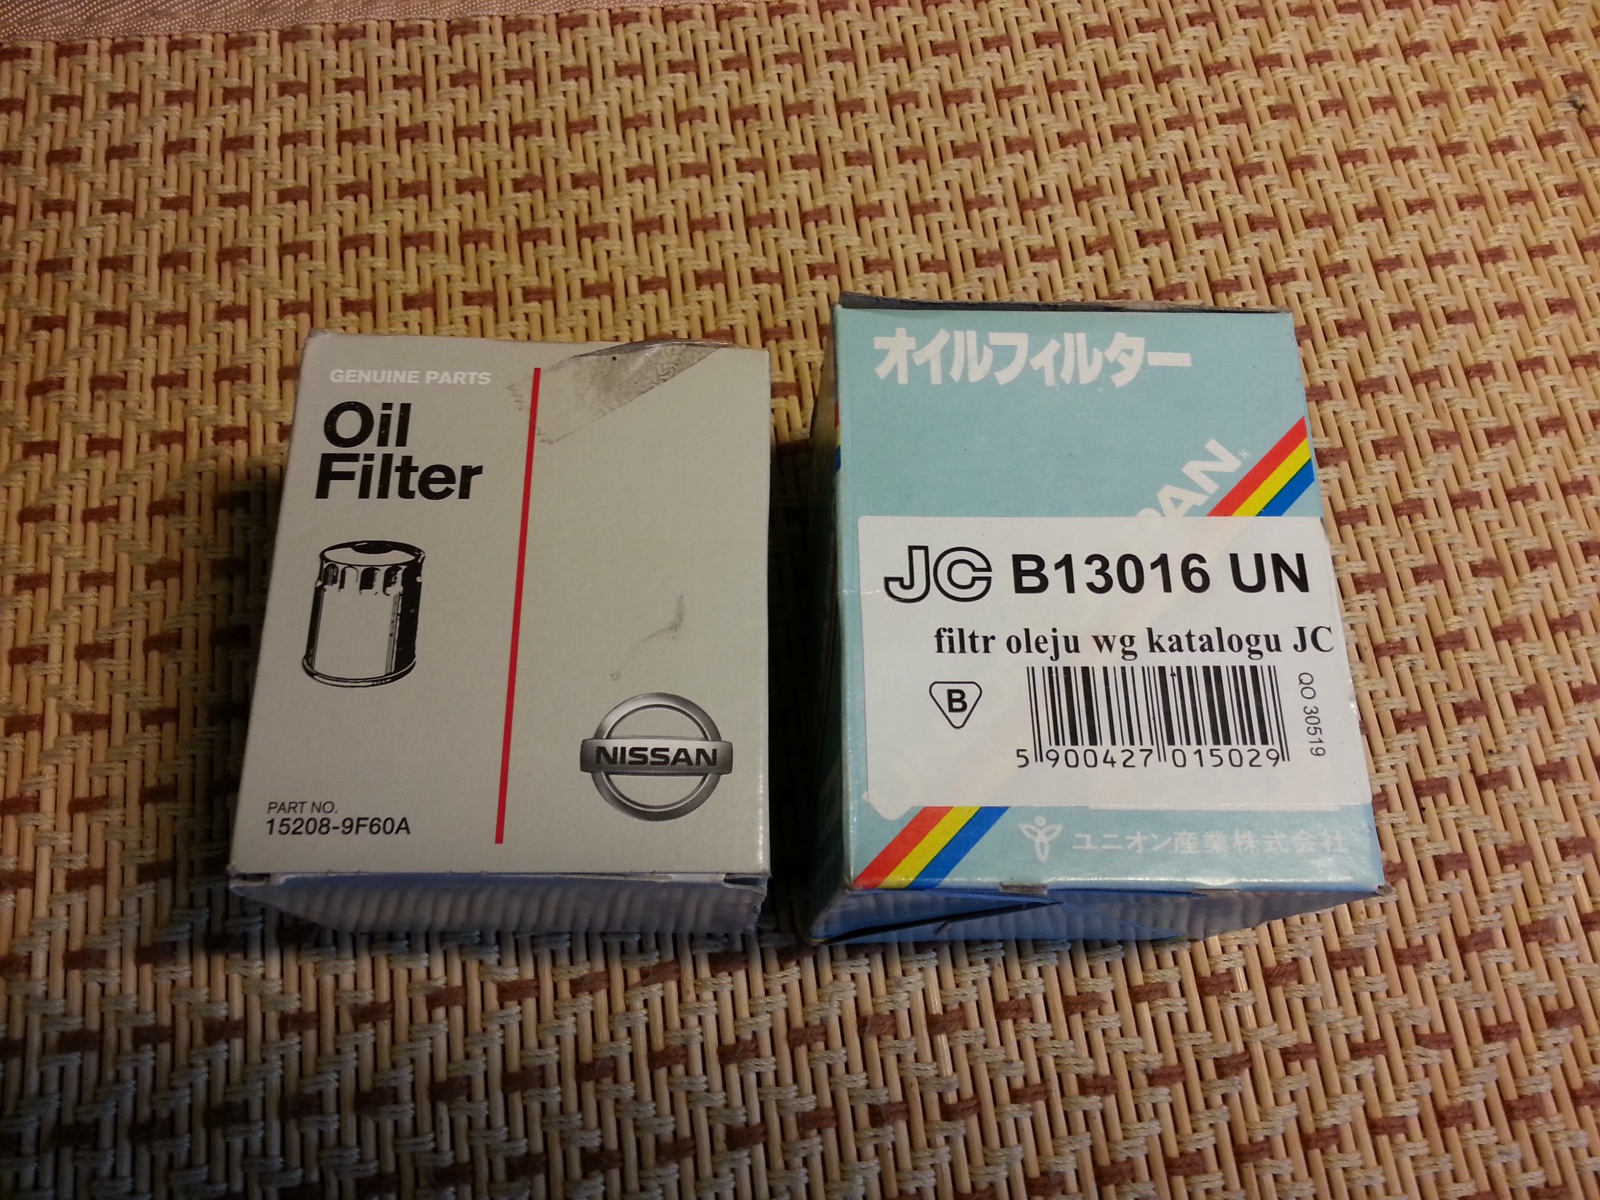 GENUINE PARTS
Oil
Filter
NISSAN
PART NO.
15208-9F60A
オイルフィルター
PAN®
JC B13016 UN
filtr oleju wg katalogu JC
B
QO 30519
5 900427 015029
ユニオン産業株式会社